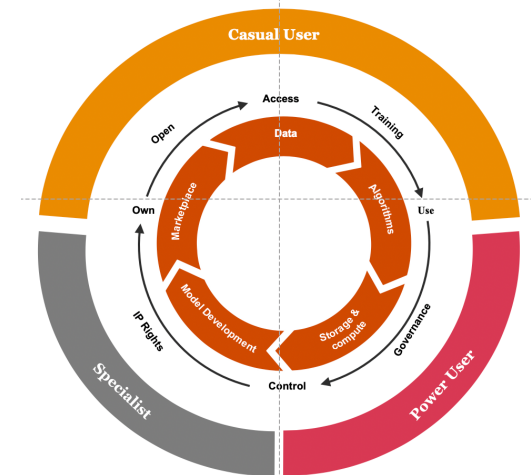 Casual User
Access
Open
Training
Data
Marketplace
Algorithms
Own
Use
Model Development
Storage &
compute
IP Rights
Governance
Control
Specialist
Power User